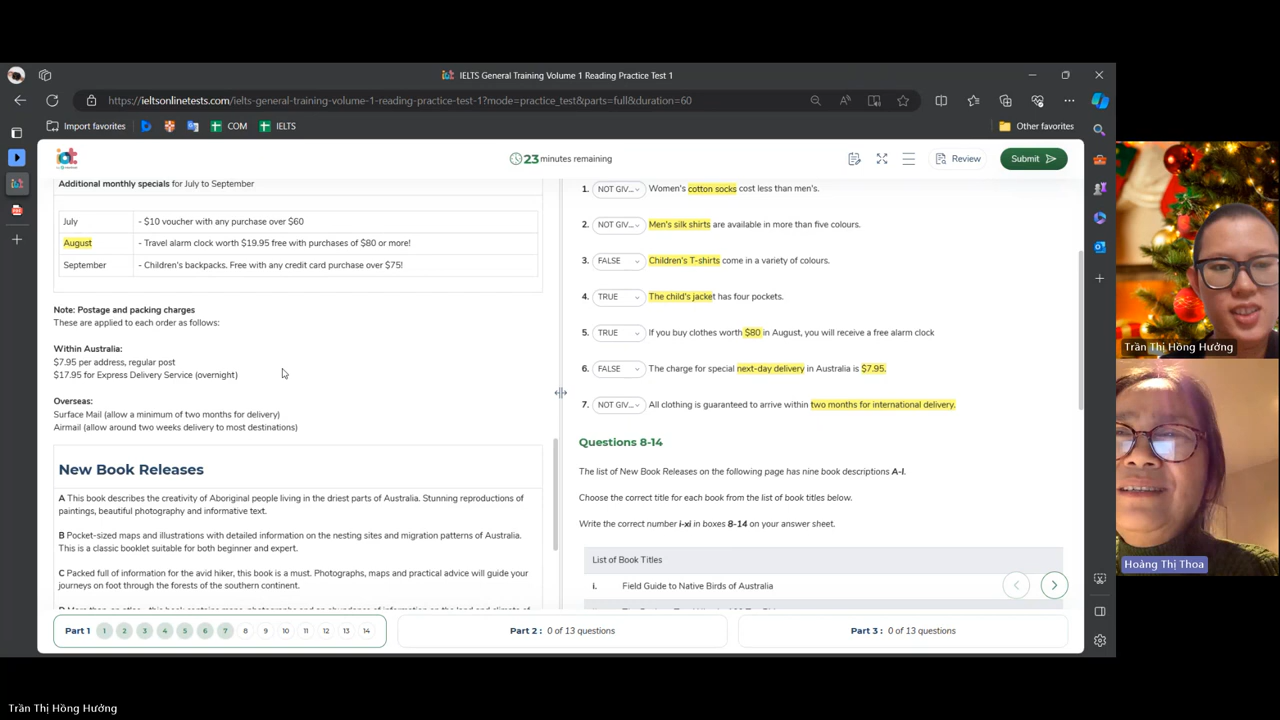 IELTS General Training Volume 1 Reading Practice Test 1
https://ieltsonlinetests.com/ielts-general-training-volume-1-reading-practice-test-1?mode=practice_test&parts=full&duration=60
Import favorites
COM
IELTS
Other favorites
iot
23 minutes remaining
Review
Submit
Additional monthly specials for July to September
July - $10 voucher with any purchase over $60
August - Travel alarm clock worth $19.95 free with purchases of $80 or more!
September - Children's backpacks. Free with any credit card purchase over $75!
Note: Postage and packing charges
These are applied to each order as follows:
Within Australia:
$7.95 per address, regular post
$17.95 for Express Delivery Service (overnight)
Overseas:
Surface Mail (allow a minimum of two months for delivery)
Airmail (allow around two weeks delivery to most destinations)
New Book Releases
A This book describes the creativity of Aboriginal people living in the driest parts of Australia. Stunning reproductions of
paintings, beautiful photography and informative text.
B Pocket-sized maps and illustrations with detailed information on the nesting sites and migration patterns of Australia.
This is a classic booklet suitable for both beginner and expert.
C Packed full of information for the avid hiker, this book is a must. Photographs, maps and practical advice will guide your
journeys on foot through the forests of the southern continent.
1. NOT GIV... Women's cotton socks cost less than men's.
2. NOT GIV... Men's silk shirts are available in more than five colours.
3. FALSE Children's T-shirts come in a variety of colours.
4. TRUE The child's jacket has four pockets.
5. TRUE If you buy clothes worth $80 in August, you will receive a free alarm clock
6. FALSE The charge for special next-day delivery in Australia is $7.95.
7. NOT GIV... All clothing is guaranteed to arrive within two months for international delivery.
Questions 8-14
The list of New Book Releases on the following page has nine book descriptions A-I.
Choose the correct title for each book from the list of book titles below.
Write the correct number i-xi in boxes 8-14 on your answer sheet.
List of Book Titles
i. Field Guide to Native Birds of Australia
Part 1 1 2 3 4 5 6 7 8 9 10 11 12 13 14
Part 2 : 0 of 13 questions
Part 3 : 0 of 13 questions
Trần Thị Hồng Hưởng
Hoàng Thị Thoa
Trần Thị Hồng Hưởng